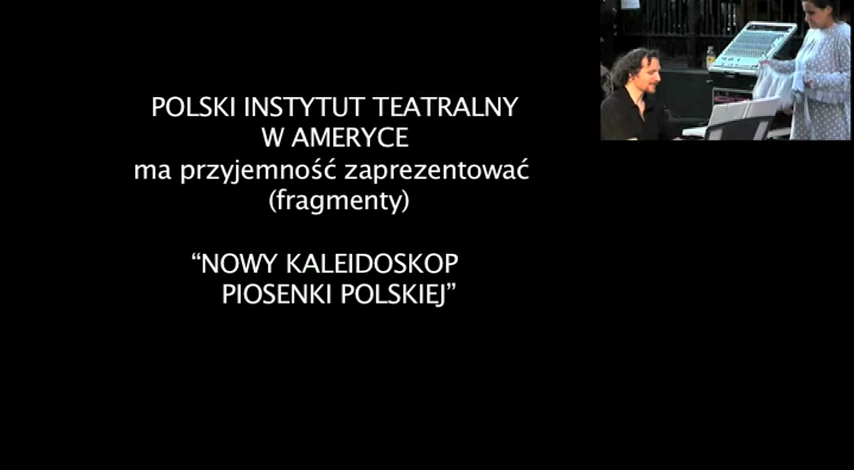 POLSKI INSTYTUT TEATRALNY
W AMERYCE
ma przyjemność zaprezentować
(fragmenty)
“NOWY KALEIDOSKOP
PIOSENKI POLSKIEJ”